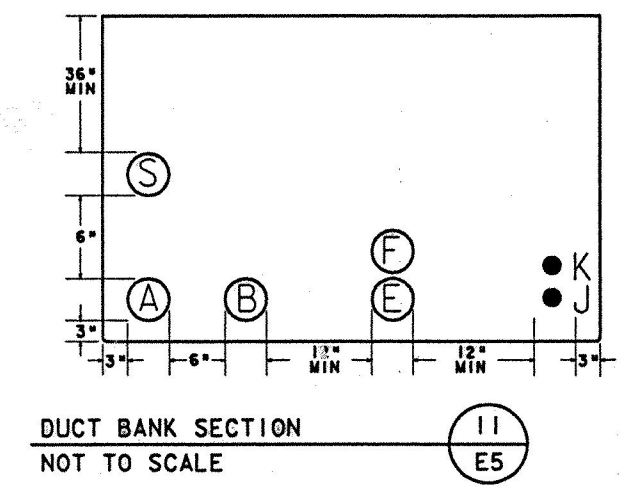 36"
MIN
S
6"
F
K
A
B
E
J
3"
3"
6"
12"
MIN
12"
MIN
3"
DUCT BANK SECTION
11
NOT TO SCALE
E5